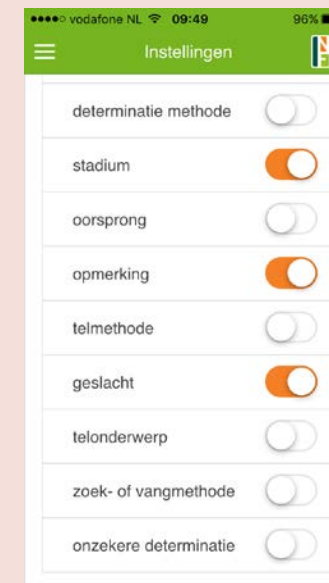 vodafone NL 09:49 96%
Instellingen
determinatie methode
stadium
oorsprong
opmerking
telmethode
geslacht
telonderwerp
zoek- of vangmethode
onzekere determinatie